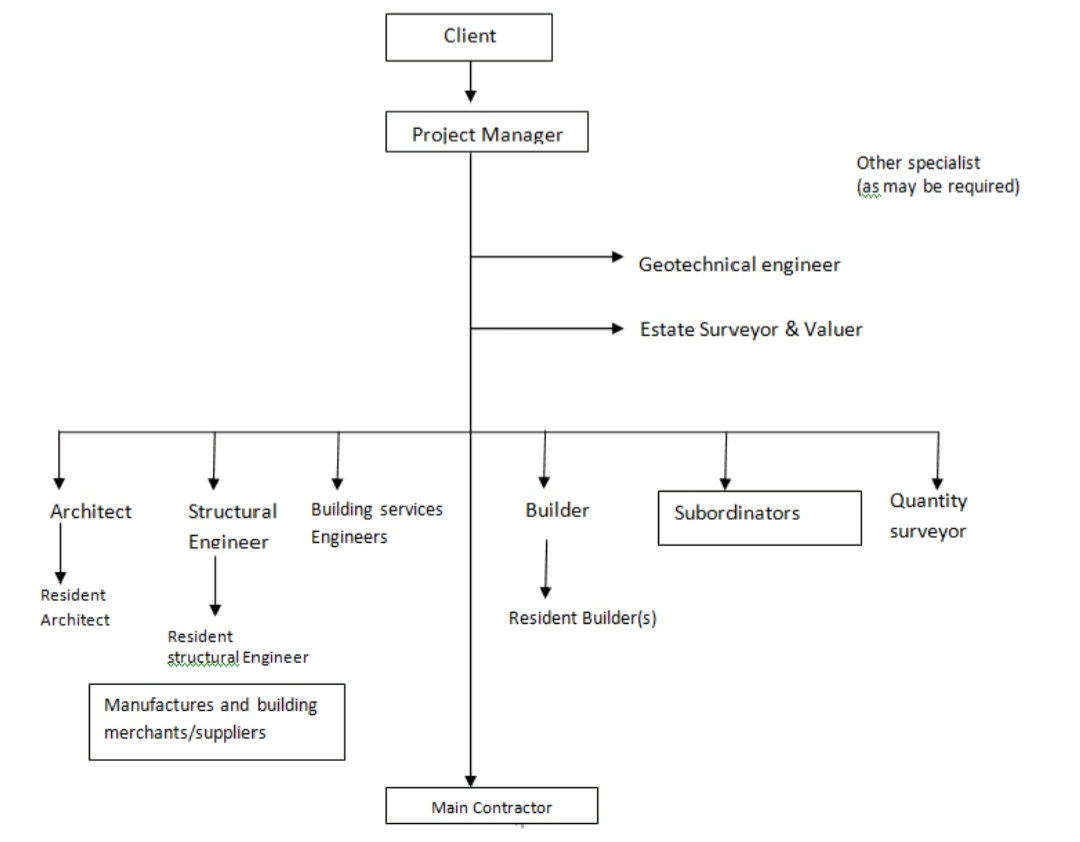 Client
Project Manager
Other specialist
(as may be required)
Geotechnical engineer
Estate Surveyor & Valuer
Architect
Structural
Engineer
Building services
Engineers
Builder
Subordinators
Quantity
surveyor
Resident
Architect
Resident
structural Engineer
Resident Builder(s)
Manufactures and building
merchants/suppliers
Main Contractor